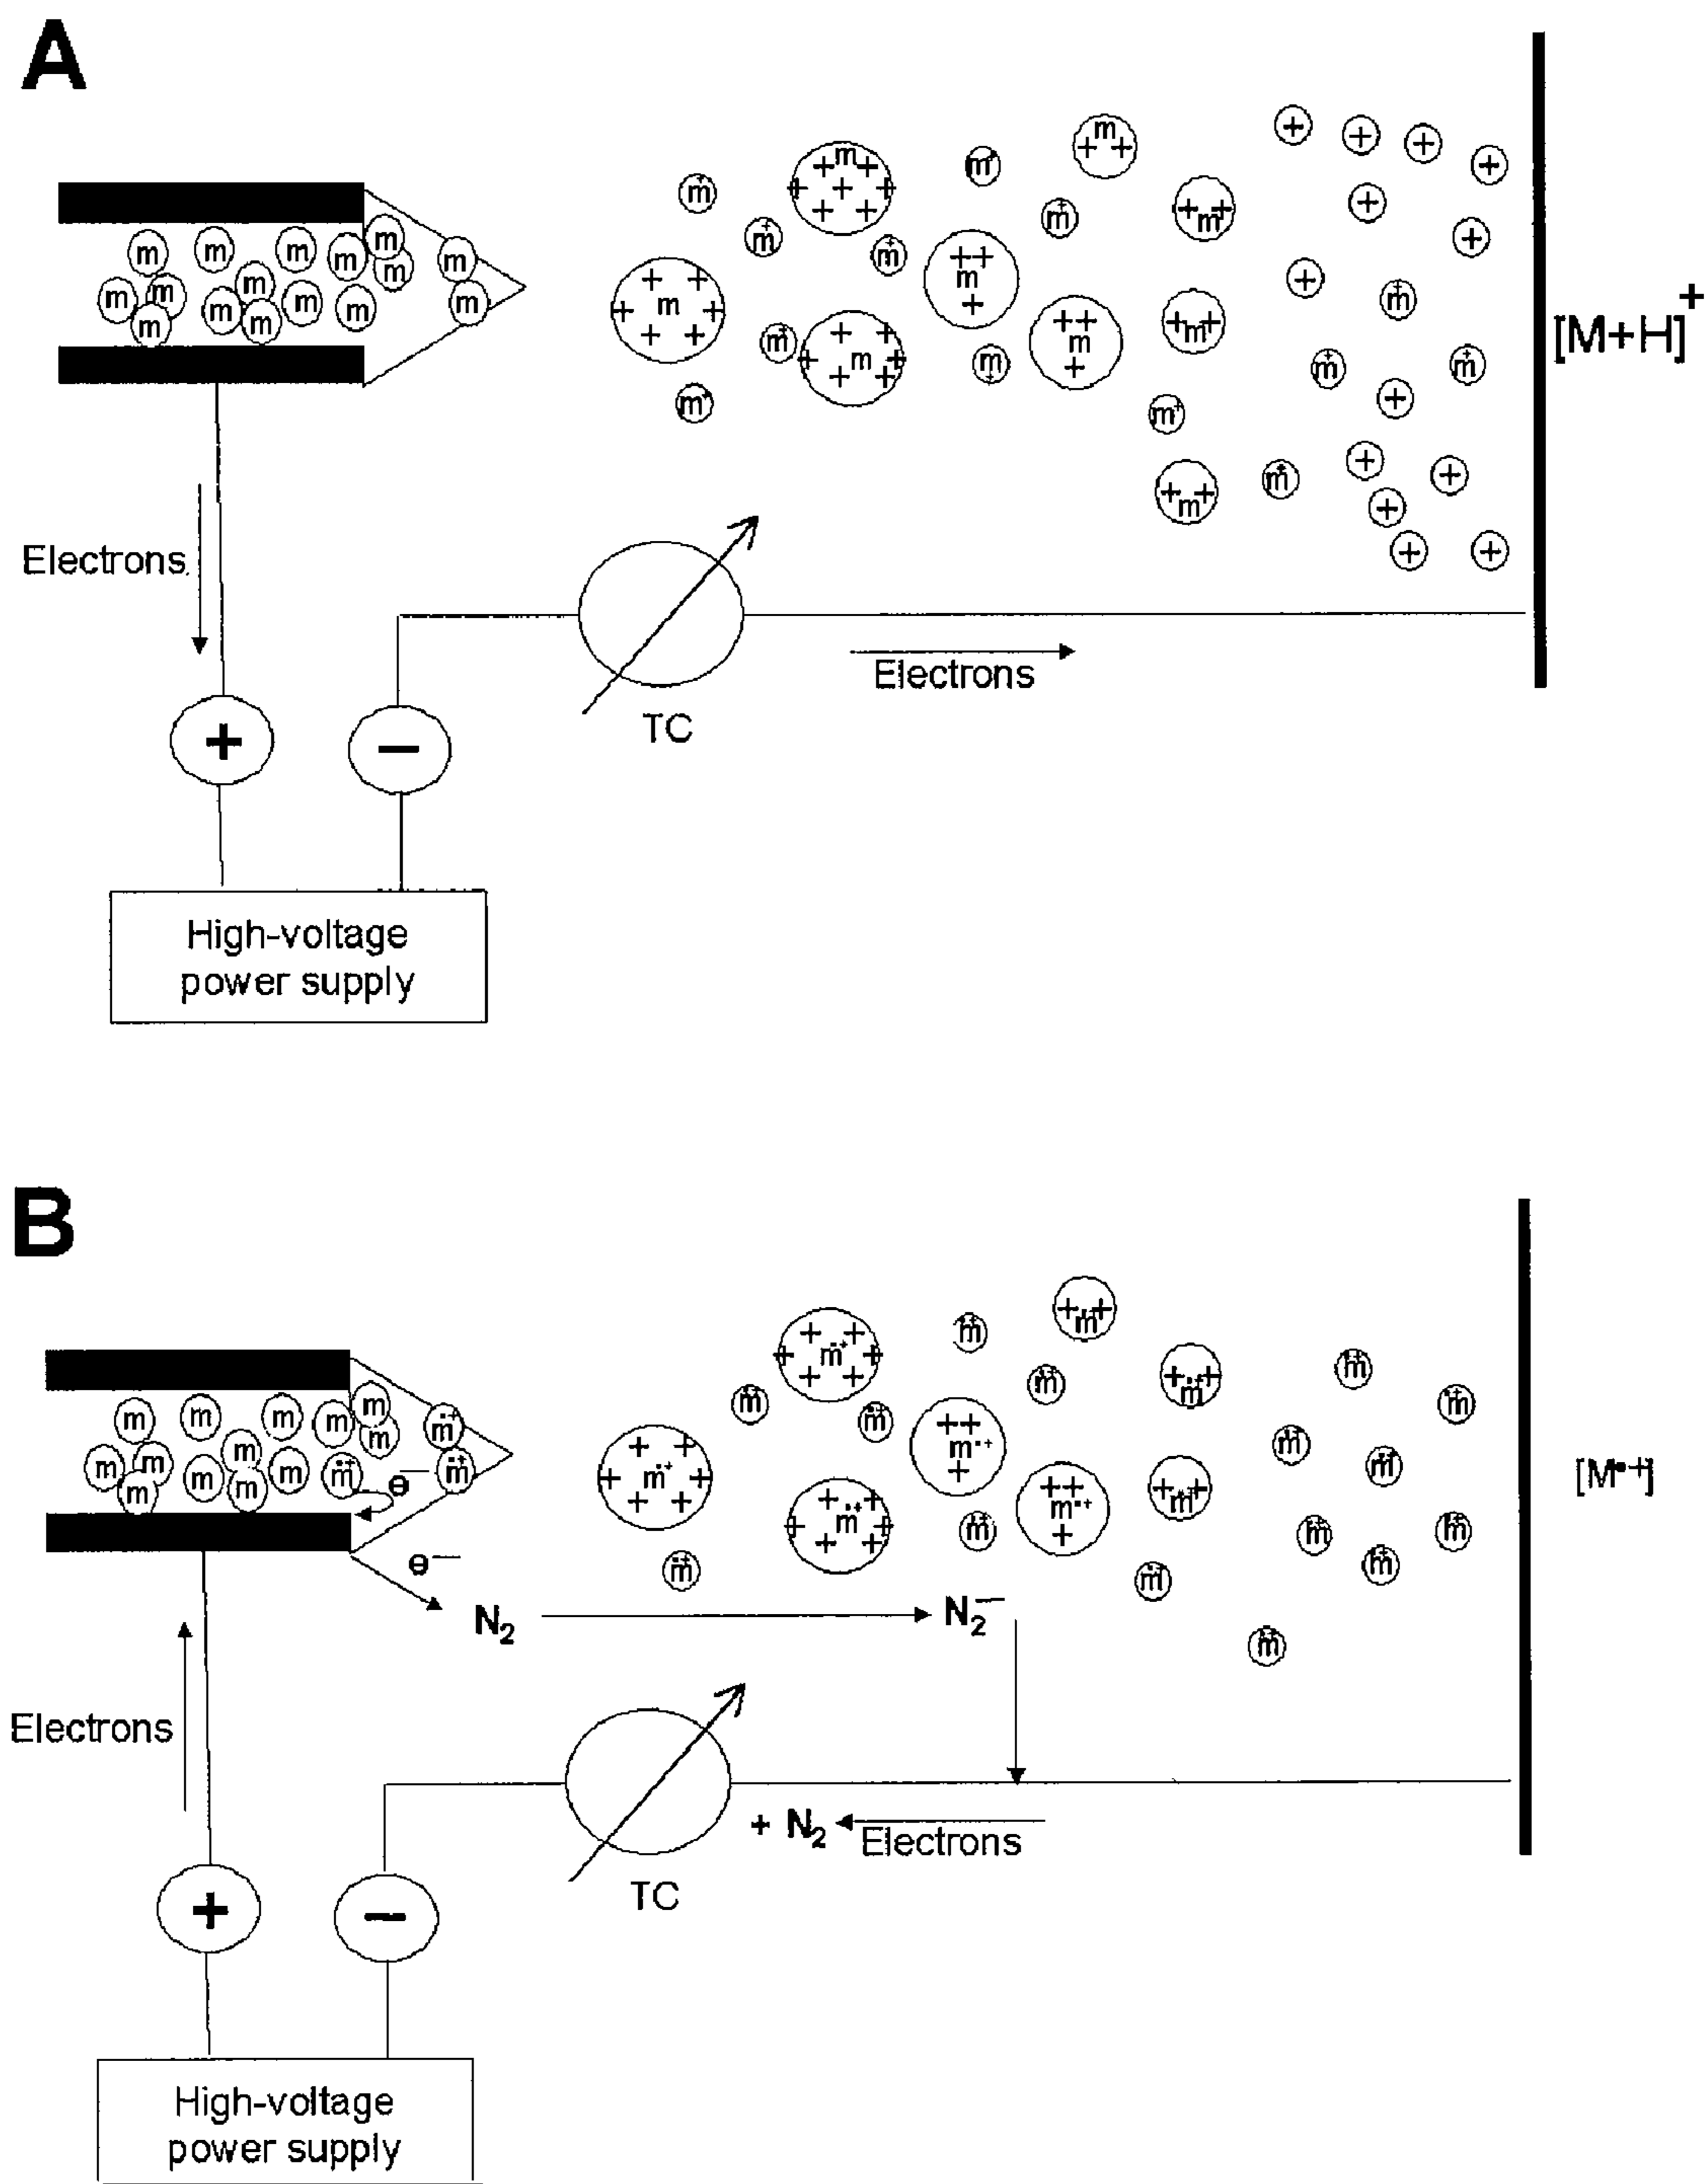 A
[M+H]+
Electrons
Electrons
TC
+
−
High-voltage
power supply
B
e−
e−
N2
N2−
[M•+]
Electrons
+ N2
Electrons
TC
+
−
High-voltage
power supply